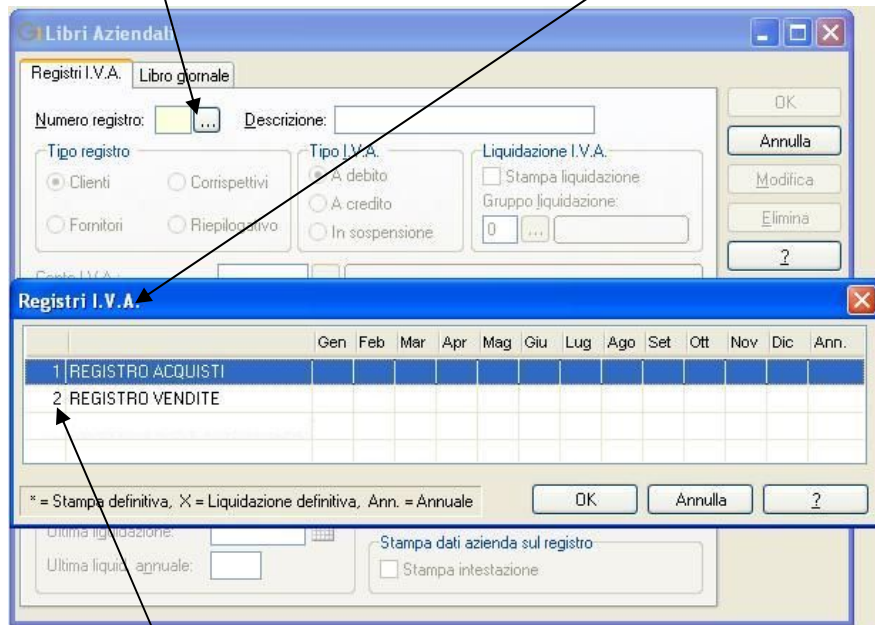 Libri Aziendali
Registri I.V.A. Libro giornale
Numero registro: ... Descrizione:
OK
Annulla
Modifica
Elimina
?
Tipo registro
Clienti Corrispettivi
Fornitori Riepilogativo
Tipo I.V.A.
A debito
A credito
In sospensione
Liquidazione I.V.A.
Stampa liquidazione
Gruppo liquidazione:
0 ...
Conto I.V.A.:
Registri I.V.A.
Gen Feb Mar Apr Mag Giu Lug Ago Set Ott Nov Dic Ann.
1 REGISTRO ACQUISTI
2 REGISTRO VENDITE
* = Stampa definitiva, X = Liquidazione definitiva, Ann. = Annuale OK Annulla ?
Ultima liquidazione:
Ultima liquid. annuale:
Stampa dati azienda sul registro
Stampa intestazione